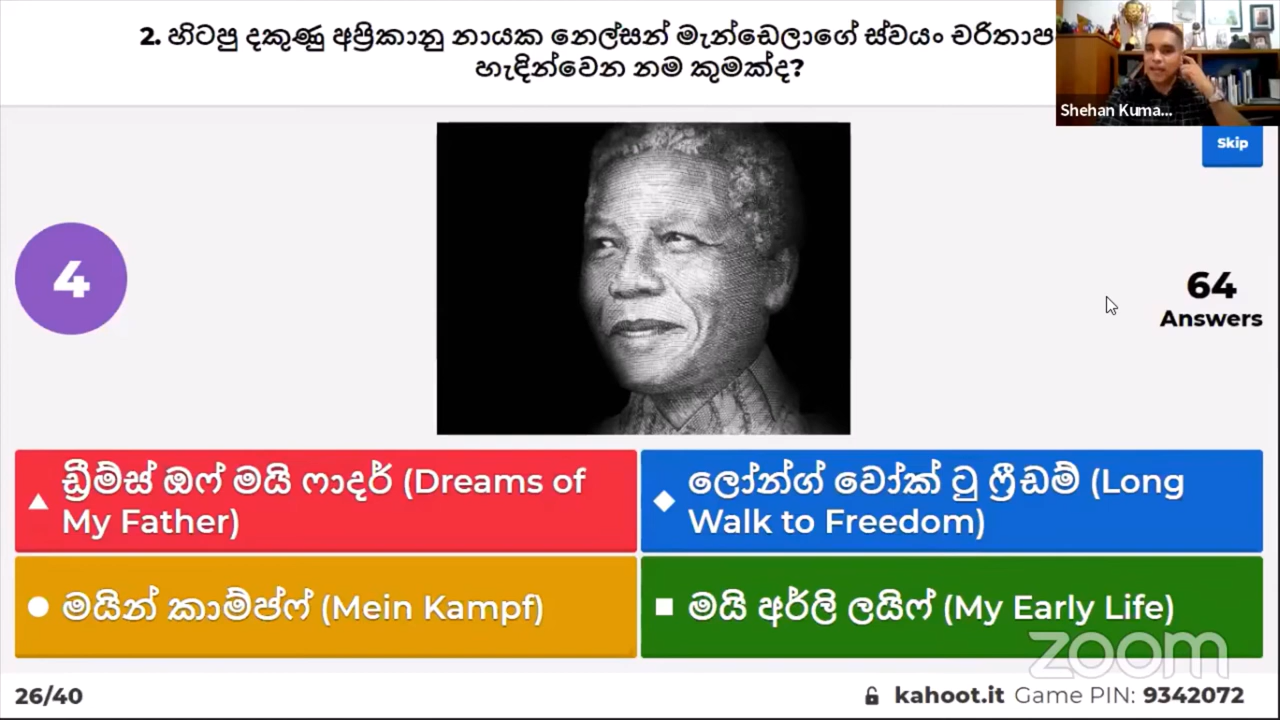 2. හිටපු දකුණු අප්‍රිකානු නායක නෙල්සන් මැන්ඩෙලාගේ ස්වයං
හැඳින්වෙන නම කුමක්ද?
Shehan Kuma...
Skip
4
64
Answers
ඩ්‍රීම්ස් ඔෆ් මයි ෆාදර් (Dreams of
My Father)
ලෝන්ග් වෝක් ටු ෆ්‍රීඩම් (Long
Walk to Freedom)
මයින් කාම්ප්ෆ් (Mein Kampf)
මයි අර්ලි ලයිෆ් (My Early Life)
zoom
26/40
kahoot.it Game PIN: 9342072